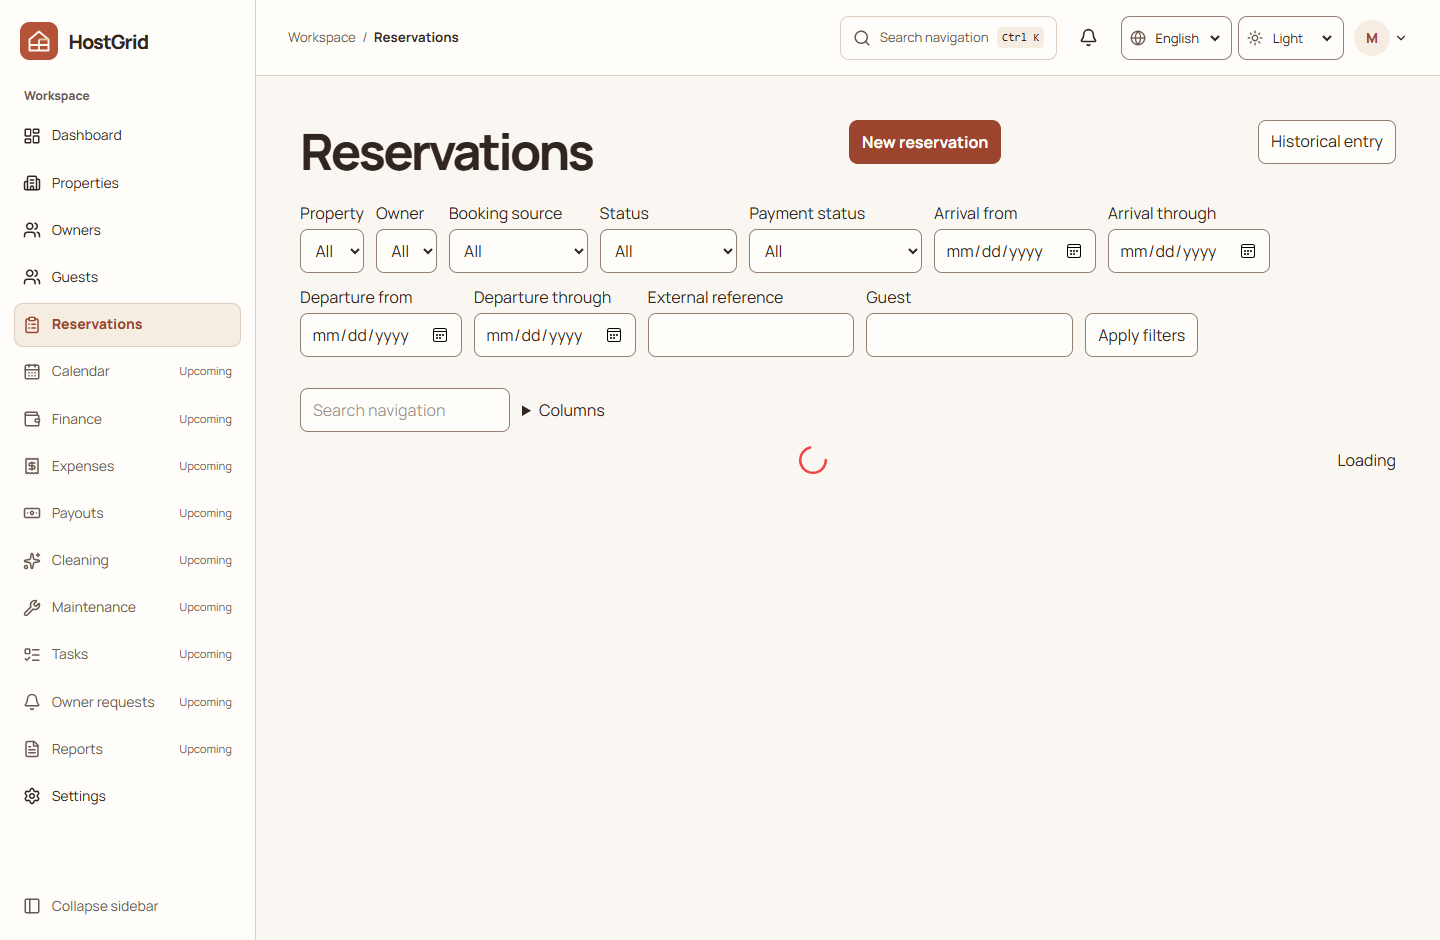 HostGrid
Workspace / Reservations
Search navigation Ctrl K
English
Light
M
Workspace
Dashboard
Properties
Owners
Guests
Reservations
Calendar Upcoming
Finance Upcoming
Expenses Upcoming
Payouts Upcoming
Cleaning Upcoming
Maintenance Upcoming
Tasks Upcoming
Owner requests Upcoming
Reports Upcoming
Settings
Collapse sidebar
Reservations
New reservation
Historical entry
Property Owner Booking source Status Payment status Arrival from Arrival through
All All All All All mm/dd/yyyy mm/dd/yyyy
Departure from Departure through External reference Guest
mm/dd/yyyy mm/dd/yyyy Apply filters
Search navigation Columns
Loading